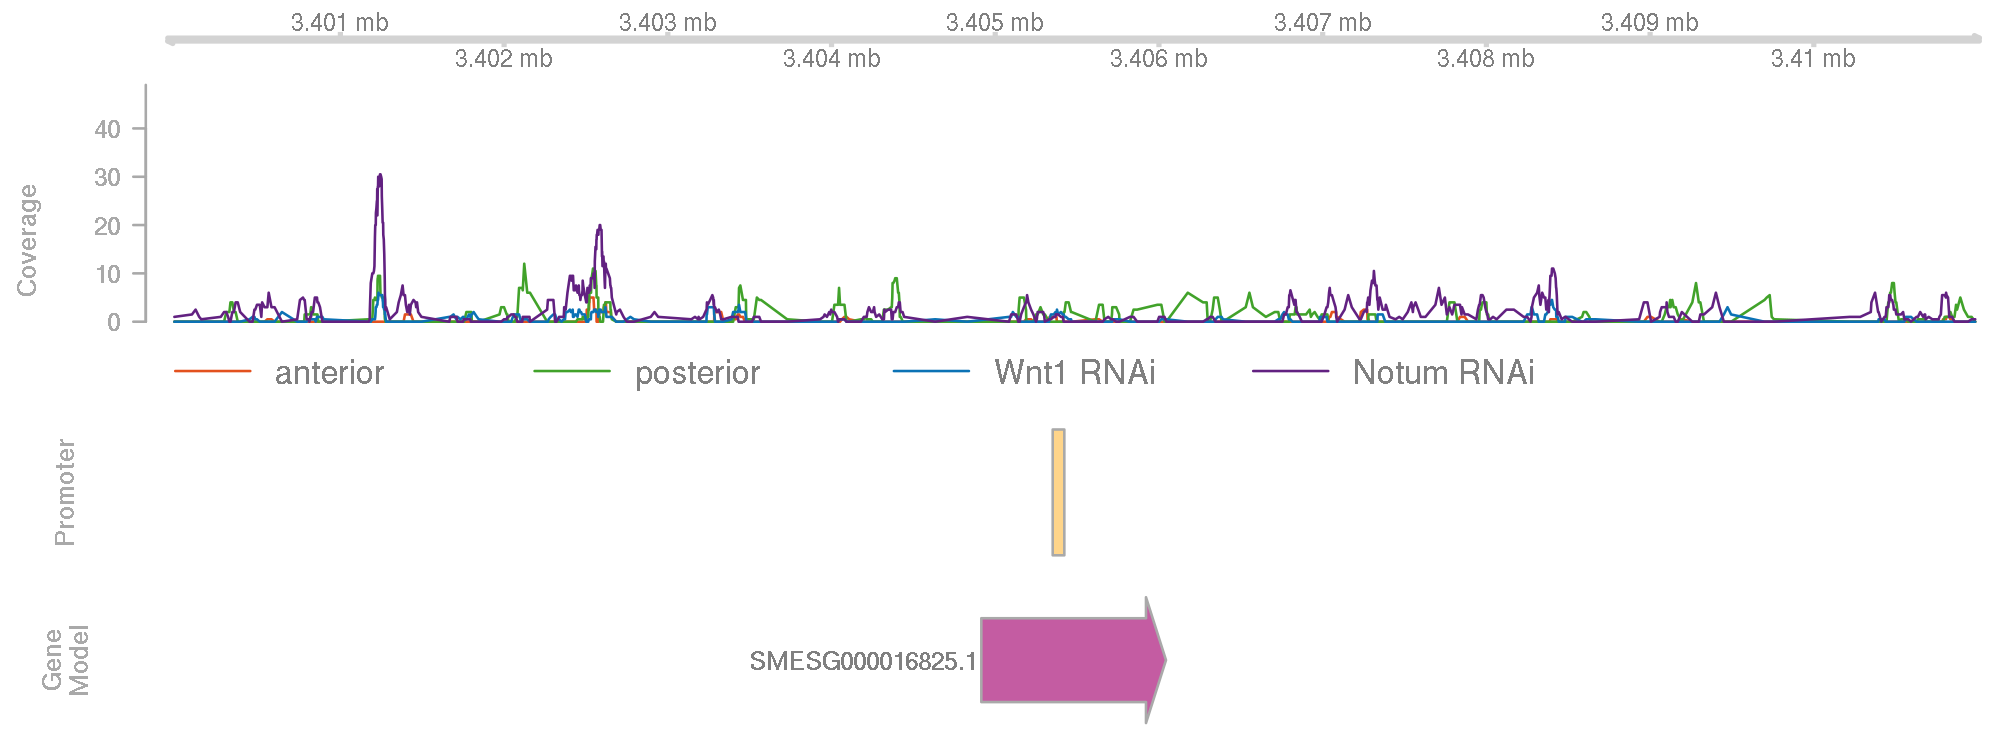 3.401 mb 3.403 mb 3.405 mb 3.407 mb 3.409 mb
3.402 mb 3.404 mb 3.406 mb 3.408 mb 3.41 mb
Coverage
40
30
20
10
0
anterior posterior Wnt1 RNAi Notum RNAi
Promoter
Gene
Model
SMESG000016825.1